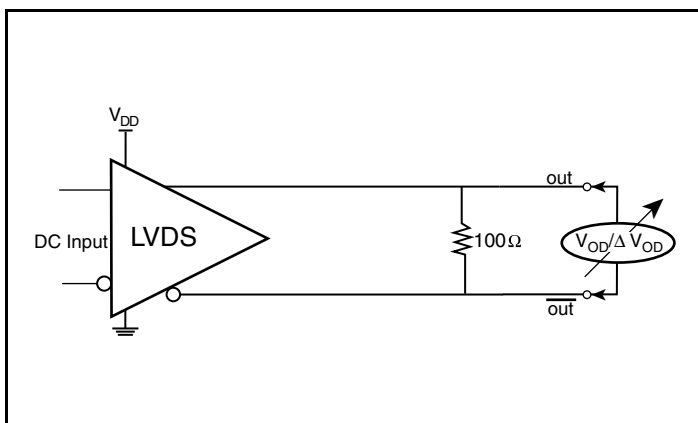 V_DD
out
DC Input
LVDS
100Ω
V_OD/Δ V_OD
out